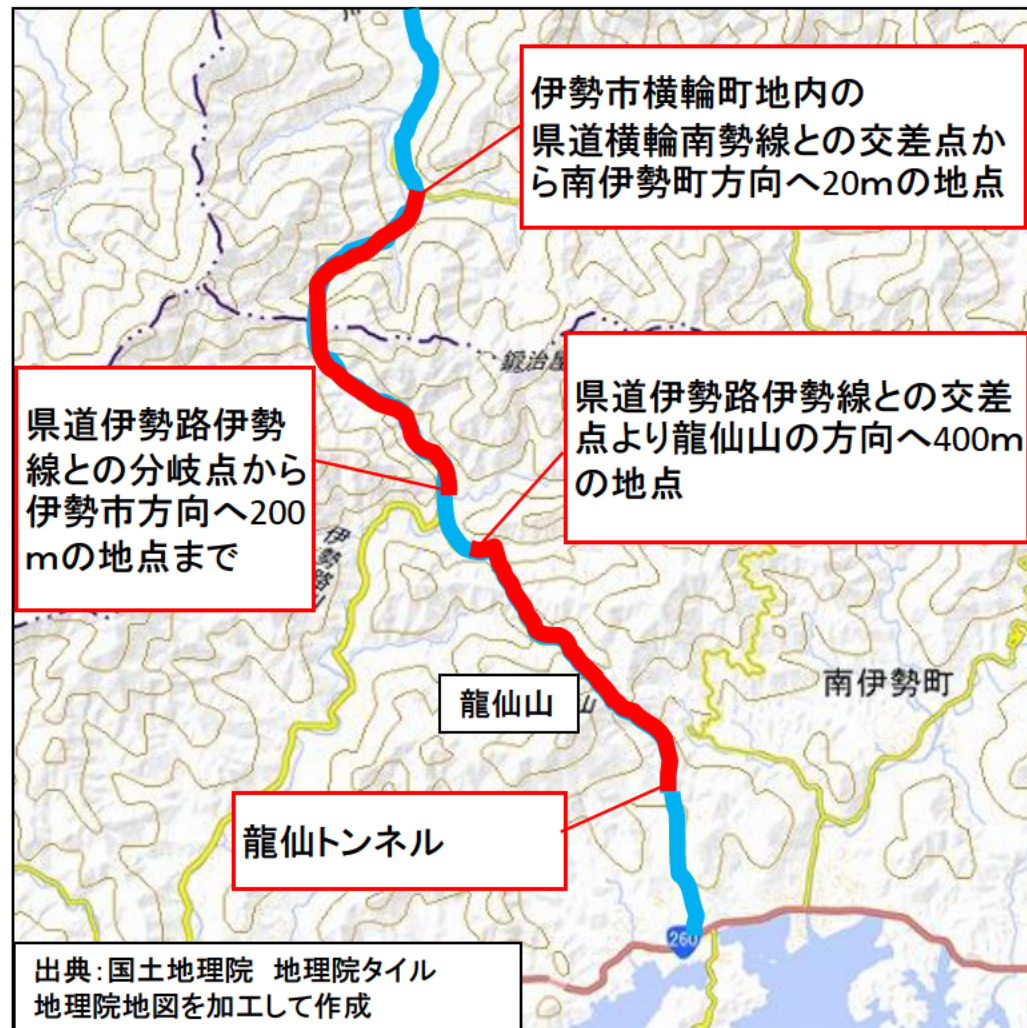 伊勢市横輪町地内の
県道横輪南勢線との交差点か
ら南伊勢町方向へ20mの地点
鍛治屋
県道伊勢路伊勢
線との分岐点から
伊勢市方向へ200
mの地点まで
県道伊勢路伊勢線との交差
点より龍仙山の方向へ400m
の地点
伊勢路
龍仙山
山
南伊勢町
龍仙トンネル
260
出典：国土地理院 地理院タイル
地理院地図を加工して作成